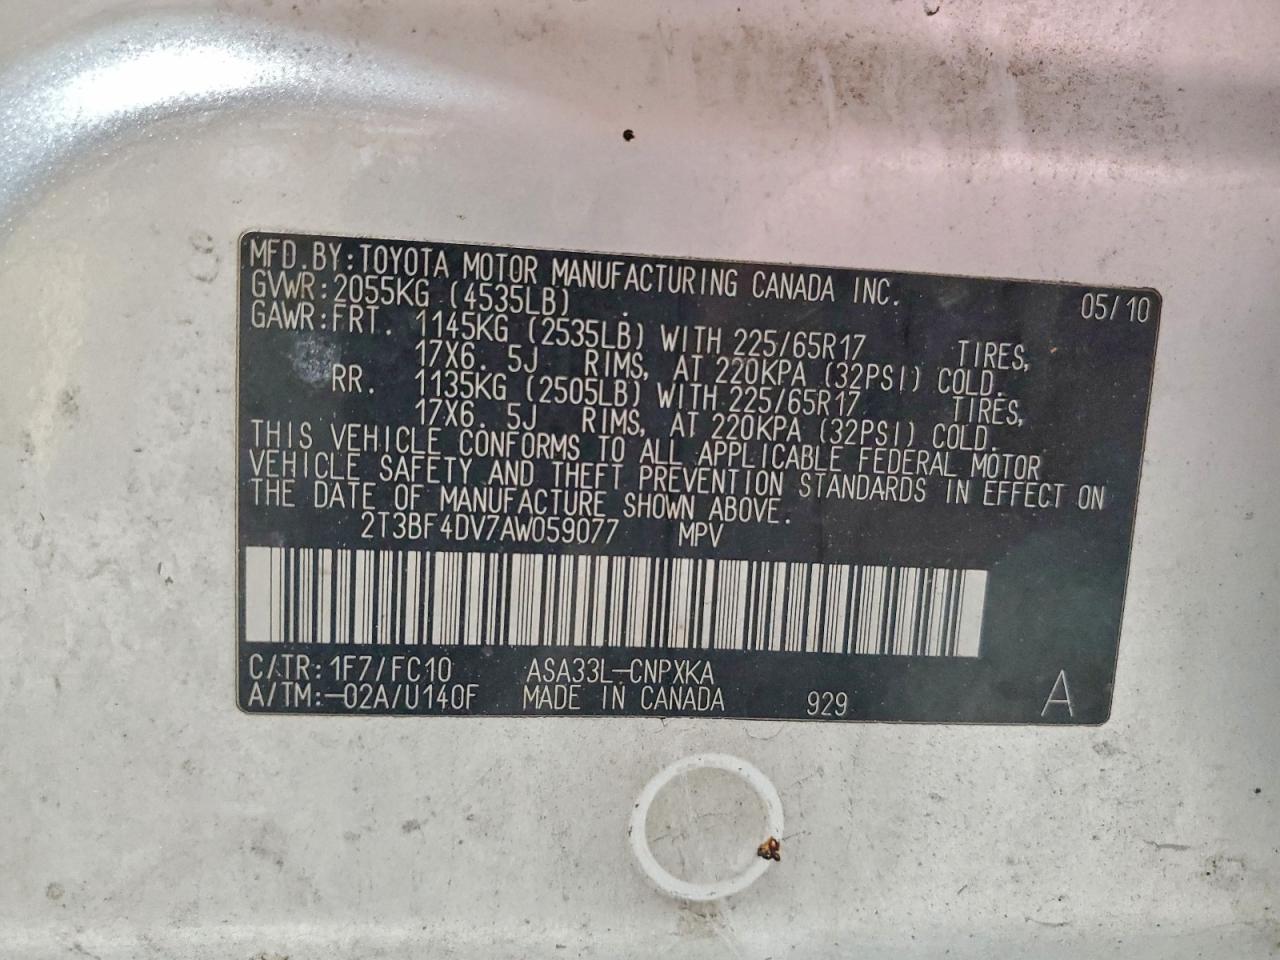 MFD. BY: TOYOTA MOTOR MANUFACTURING CANADA INC. 05/10
GVWR: 2055KG (4535LB)
GAWR: FRT. 1145KG (2535LB) WITH 225/65R17 TIRES,
17X6. 5J RIMS, AT 220KPA (32PSI) COLD.
RR. 1135KG (2505LB) WITH 225/65R17 TIRES,
17X6. 5J RIMS, AT 220KPA (32PSI) COLD.
THIS VEHICLE CONFORMS TO ALL APPLICABLE FEDERAL MOTOR
VEHICLE SAFETY AND THEFT PREVENTION STANDARDS IN EFFECT ON
THE DATE OF MANUFACTURE SHOWN ABOVE.
2T3BF4DV7AW059077 MPV
C/TR: 1F7/FC10 ASA33L-CNPXKA
A/TM:-02A/U140F MADE IN CANADA 929 A